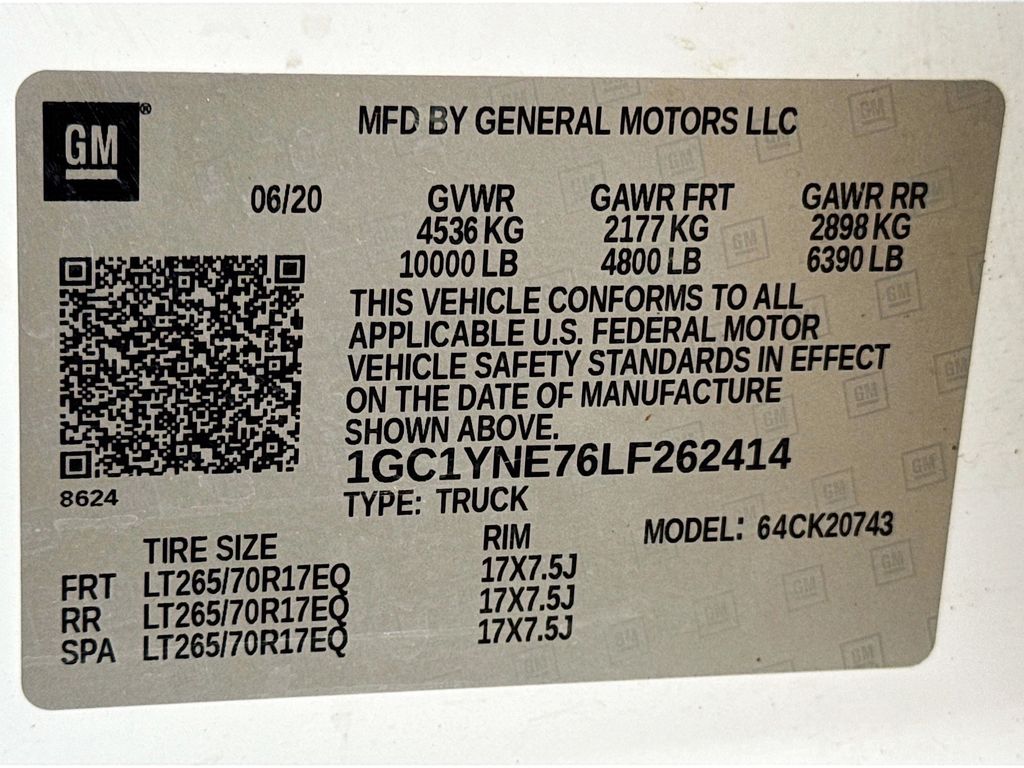 GM®
MFD BY GENERAL MOTORS LLC
06/20 GVWR GAWR FRT GAWR RR
4536 KG 2177 KG 2898 KG
10000 LB 4800 LB 6390 LB
THIS VEHICLE CONFORMS TO ALL
APPLICABLE U.S. FEDERAL MOTOR
VEHICLE SAFETY STANDARDS IN EFFECT
ON THE DATE OF MANUFACTURE
SHOWN ABOVE.
1GC1YNE76LF262414
8624
TYPE: TRUCK
TIRE SIZE RIM MODEL: 64CK20743
FRT LT265/70R17EQ 17X7.5J
RR LT265/70R17EQ 17X7.5J
SPA LT265/70R17EQ 17X7.5J